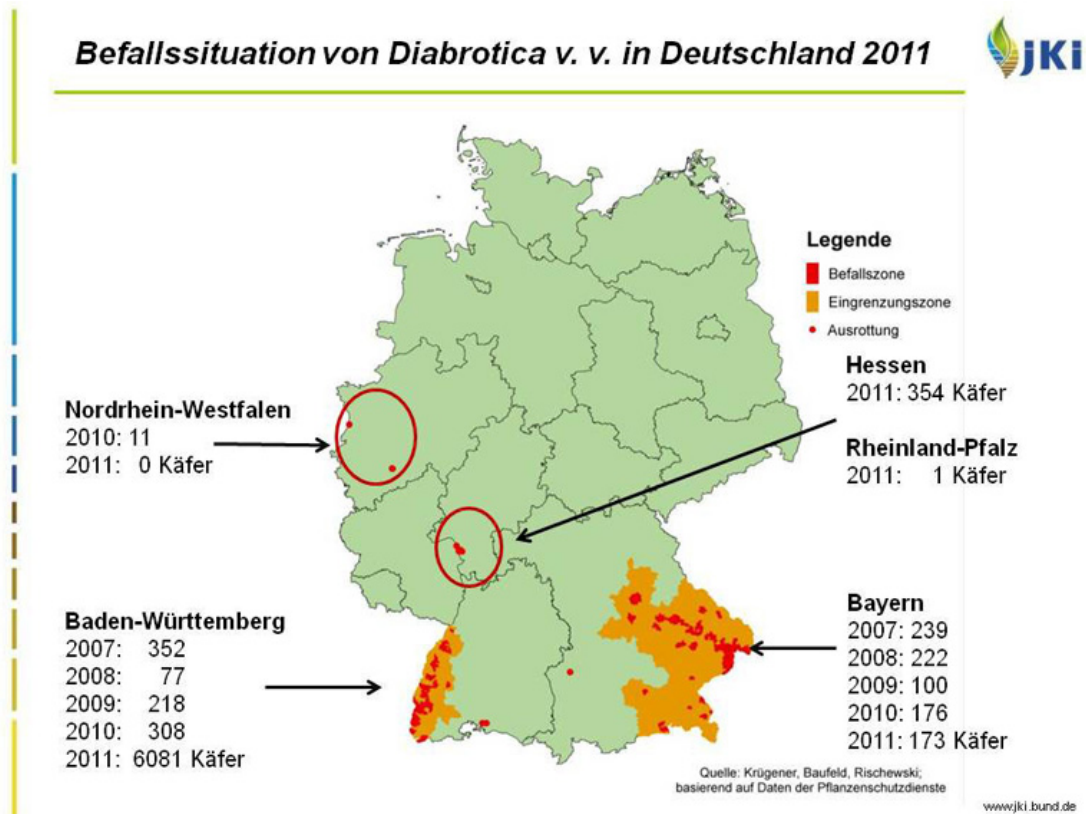 Befallssituation von Diabrotica v. v. in Deutschland 2011
JKi
Legende
Befallszone
Eingrenzungszone
Ausrottung
Hessen
2011: 354 Käfer
Rheinland-Pfalz
2011: 1 Käfer
Nordrhein-Westfalen
2010: 11
2011: 0 Käfer
Baden-Württemberg
2007: 352
2008: 77
2009: 218
2010: 308
2011: 6081 Käfer
Bayern
2007: 239
2008: 222
2009: 100
2010: 176
2011: 173 Käfer
Quelle: Krügener, Baufeld, Rischewski;
basierend auf Daten der Pflanzenschutzdienste
www.jki.bund.de